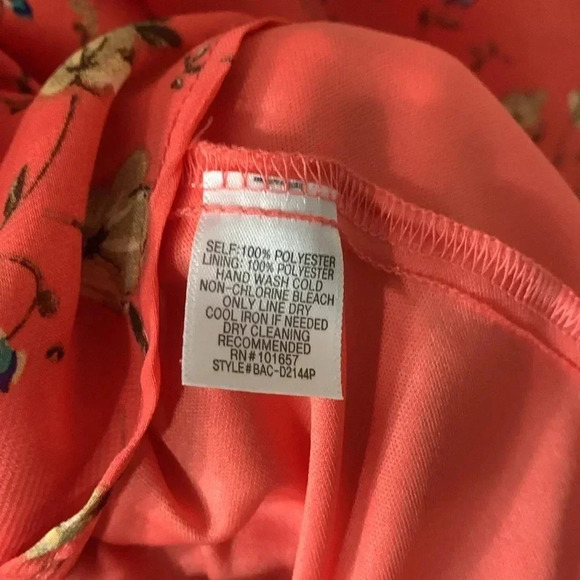 SELF:100% POLYESTER
LINING: 100% POLYESTER
HAND WASH COLD
NON-CHLORINE BLEACH
ONLY LINE DRY
COOL IRON IF NEEDED
DRY CLEANING
RECOMMENDED
RN#101657
STYLE#BAC-D2144P